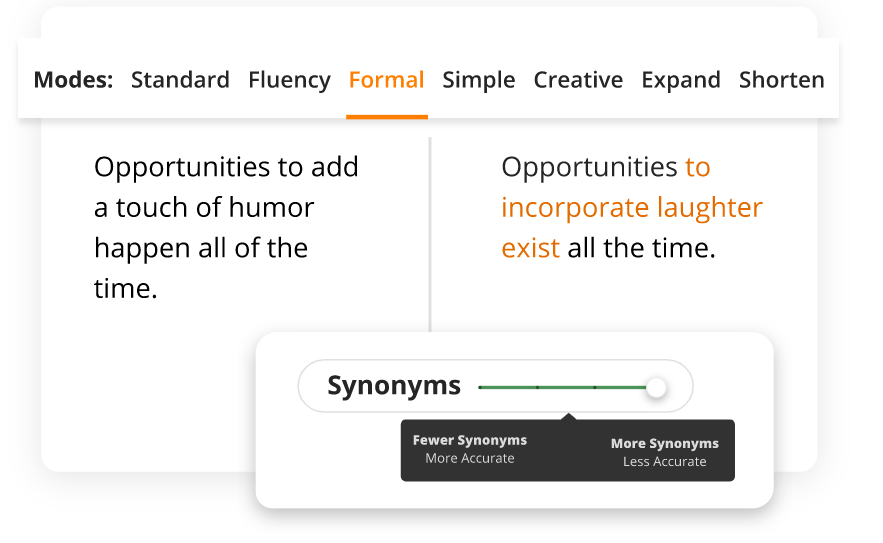 Modes: Standard Fluency Formal Simple Creative Expand Shorten
Opportunities to add
a touch of humor
happen all of the
time.
Opportunities to
incorporate laughter
exist all the time.
Synonyms
Fewer Synonyms
More Accurate
More Synonyms
Less Accurate